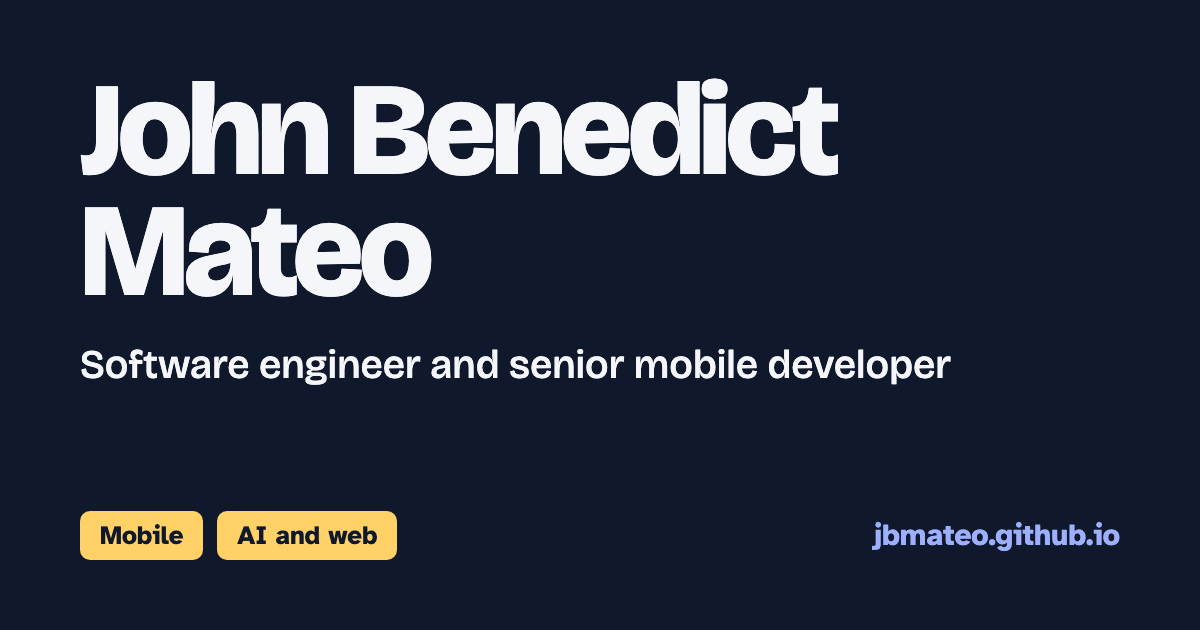 John Benedict
Mateo
Software engineer and senior mobile developer
Mobile
AI and web
jbmateo.github.io